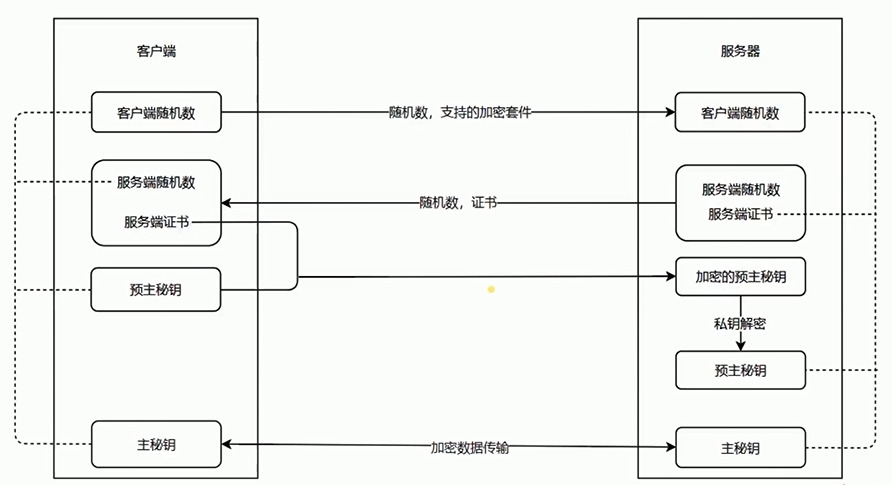 客户端
服务器
客户端随机数
随机数，支持的加密套件
客户端随机数
服务端随机数
服务端证书
随机数，证书
服务端随机数
服务端证书
预主秘钥
加密的预主秘钥
私钥解密
预主秘钥
主秘钥
加密数据传输
主秘钥